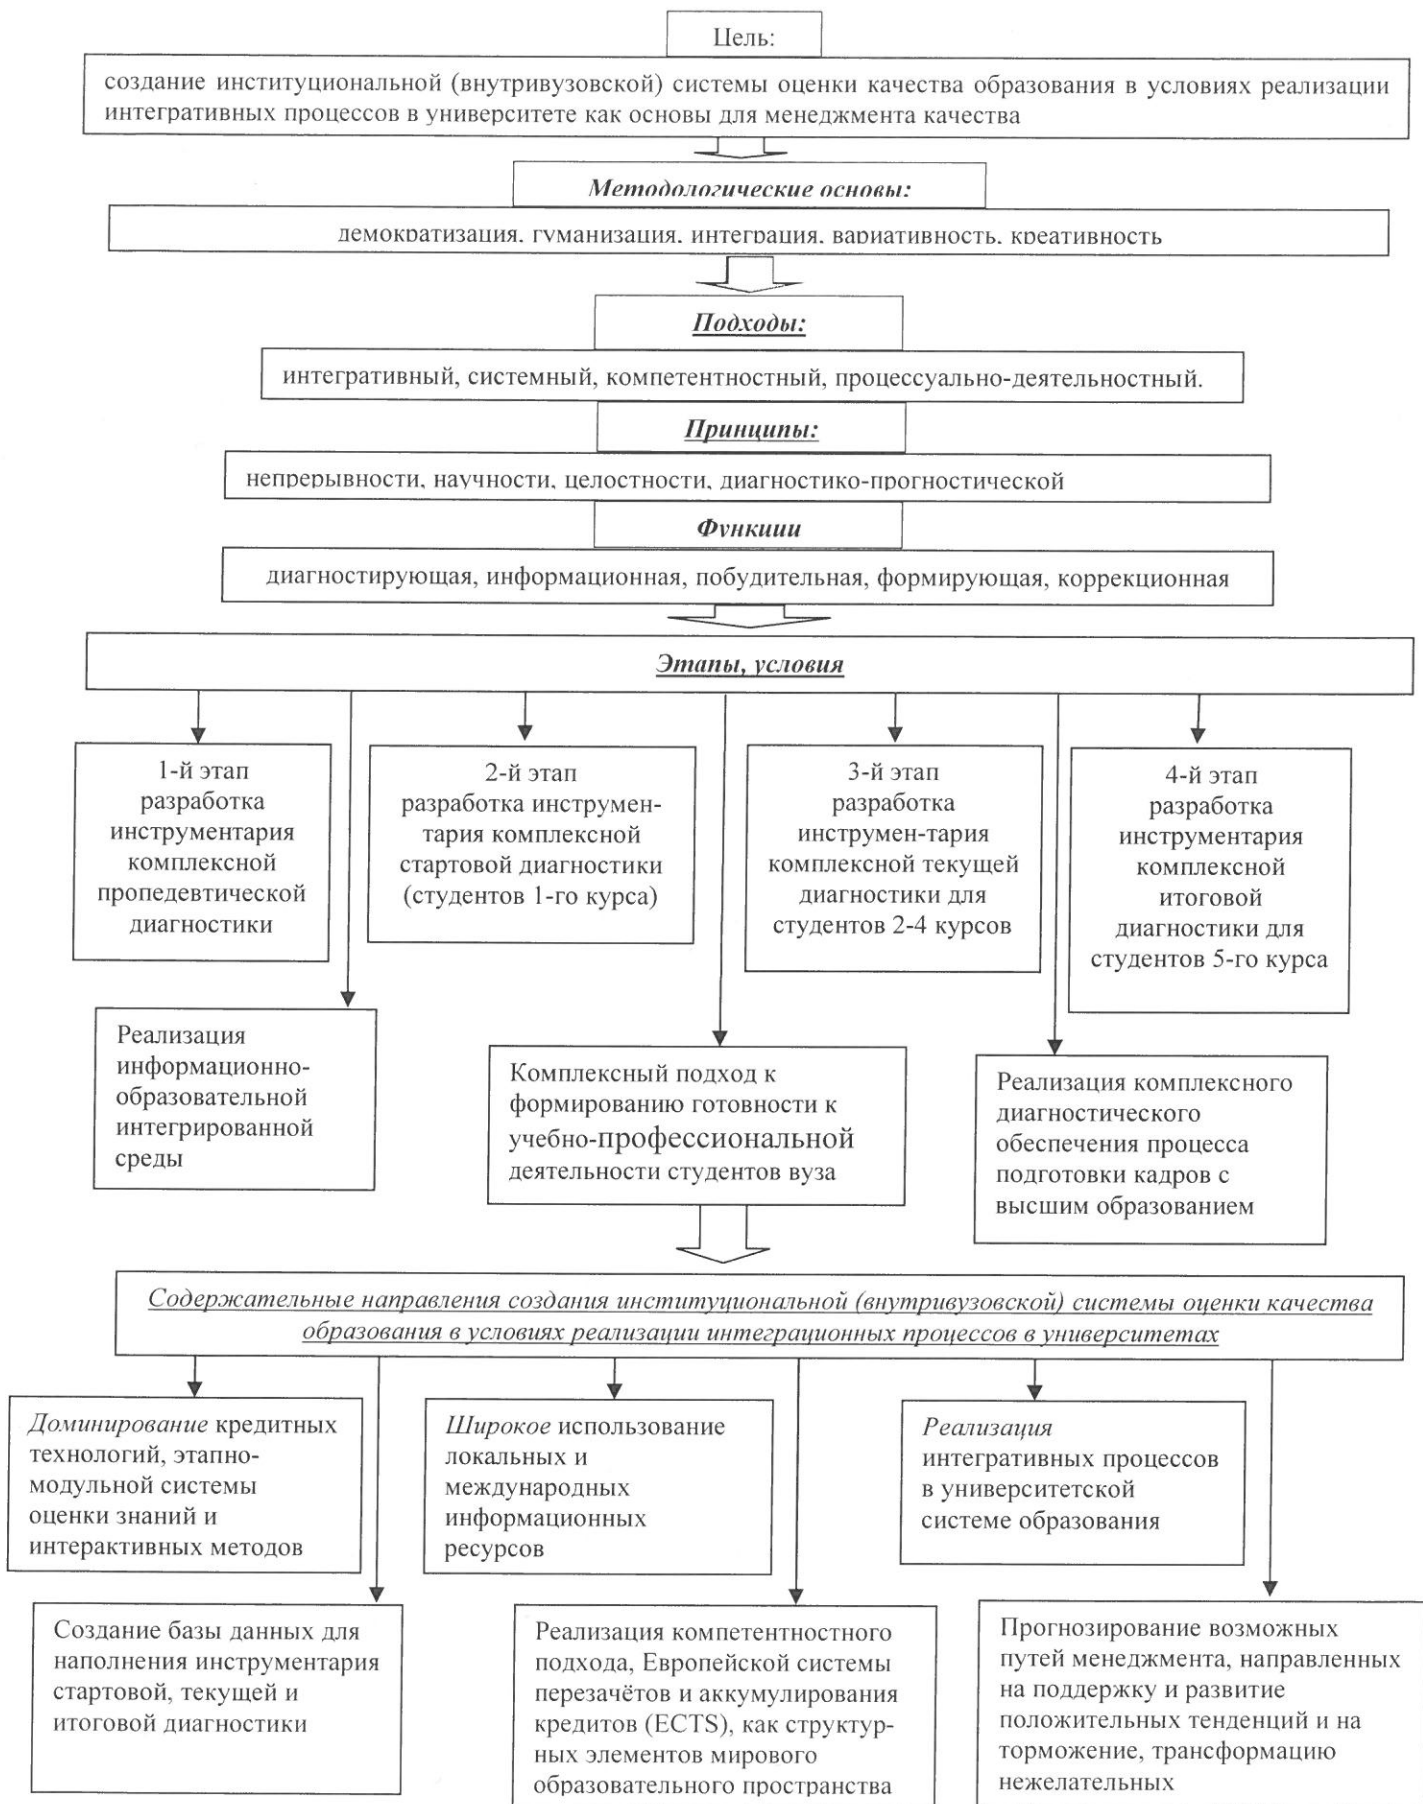 Цель:
создание институциональной (внутривузовской) системы оценки качества образования в условиях реализации
интегративных процессов в университете как основы для менеджмента качества
Методологические основы:
демократизация, гуманизация, интеграция, вариативность, креативность
Подходы:
интегративный, системный, компетентностный, процессуально-деятельностный.
Принципы:
непрерывности, научности, целостности, диагностико-прогностической
Функции
диагностирующая, информационная, побудительная, формирующая, коррекционная
Этапы, условия
1-й этап
разработка
инструментария
комплексной
пропедевтической
диагностики
2-й этап
разработка инструмен-
тария комплексной
стартовой диагностики
(студентов 1-го курса)
3-й этап
разработка
инструмен-тария
комплексной текущей
диагностики для
студентов 2-4 курсов
4-й этап
разработка
инструментария
комплексной
итоговой
диагностики для
студентов 5-го курса
Реализация
информационно-
образовательной
интегрированной
среды
Комплексный подход к
формированию готовности к
учебно-профессиональной
деятельности студентов вуза
Реализация комплексного
диагностического
обеспечения процесса
подготовки кадров с
высшим образованием
Содержательные направления создания институциональной (внутривузовской) системы оценки качества
образования в условиях реализации интеграционных процессов в университетах
Доминирование кредитных
технологий, этапно-
модульной системы
оценки знаний и
интерактивных методов
Широкое использование
локальных и
международных
информационных
ресурсов
Реализация
интегративных процессов
в университетской
системе образования
Создание базы данных для
наполнения инструментария
стартовой, текущей и
итоговой диагностики
Реализация компетентностного
подхода, Европейской системы
перезачётов и аккумулирования
кредитов (ECTS), как структур-
ных элементов мирового
образовательного пространства
Прогнозирование возможных
путей менеджмента, направленных
на поддержку и развитие
положительных тенденций и на
торможение, трансформацию
нежелательных